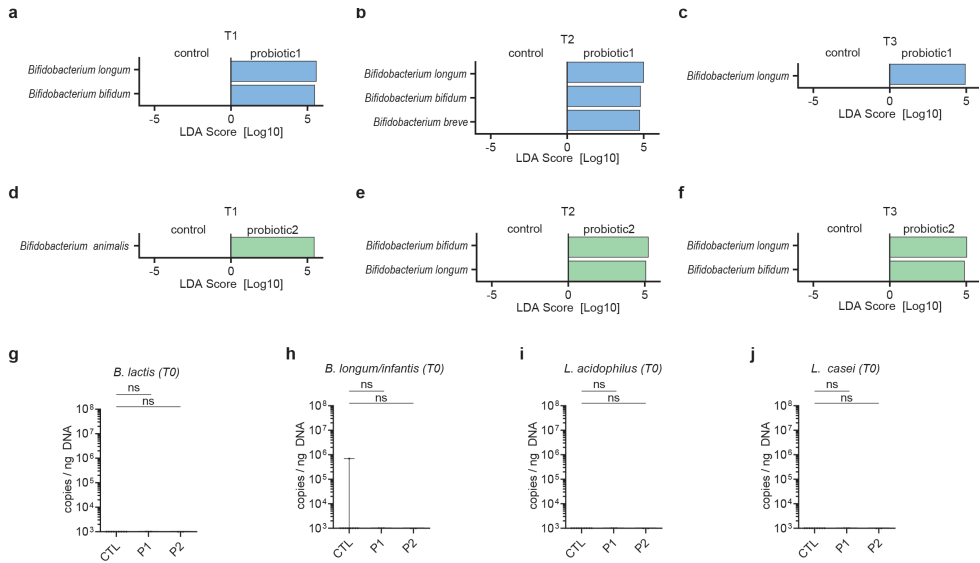 a
T1
control
probiotic1
Bifidobacterium longum
Bifidobacterium bifidum
-5
0
5
LDA Score [Log10]
b
T2
control
probiotic1
Bifidobacterium longum
Bifidobacterium bifidum
Bifidobacterium breve
-5
0
5
LDA Score [Log10]
c
T3
control
probiotic1
Bifidobacterium longum
-5
0
5
LDA Score [Log10]
d
T1
control
probiotic2
Bifidobacterium animalis
-5
0
5
LDA Score [Log10]
e
T2
control
probiotic2
Bifidobacterium bifidum
Bifidobacterium longum
-5
0
5
LDA Score [Log10]
f
T3
control
probiotic2
Bifidobacterium longum
Bifidobacterium bifidum
-5
0
5
LDA Score [Log10]
g
B. lactis (T0)
ns
ns
10⁸
10⁷
10⁶
10⁵
10⁴
10³
copies / ng DNA
CTL
P1
P2
h
B. longum/infantis (T0)
ns
ns
10⁸
10⁷
10⁶
10⁵
10⁴
10³
copies / ng DNA
CTL
P1
P2
i
L. acidophilus (T0)
ns
ns
10⁸
10⁷
10⁶
10⁵
10⁴
10³
copies / ng DNA
CTL
P1
P2
j
L. casei (T0)
ns
ns
10⁸
10⁷
10⁶
10⁵
10⁴
10³
copies / ng DNA
CTL
P1
P2